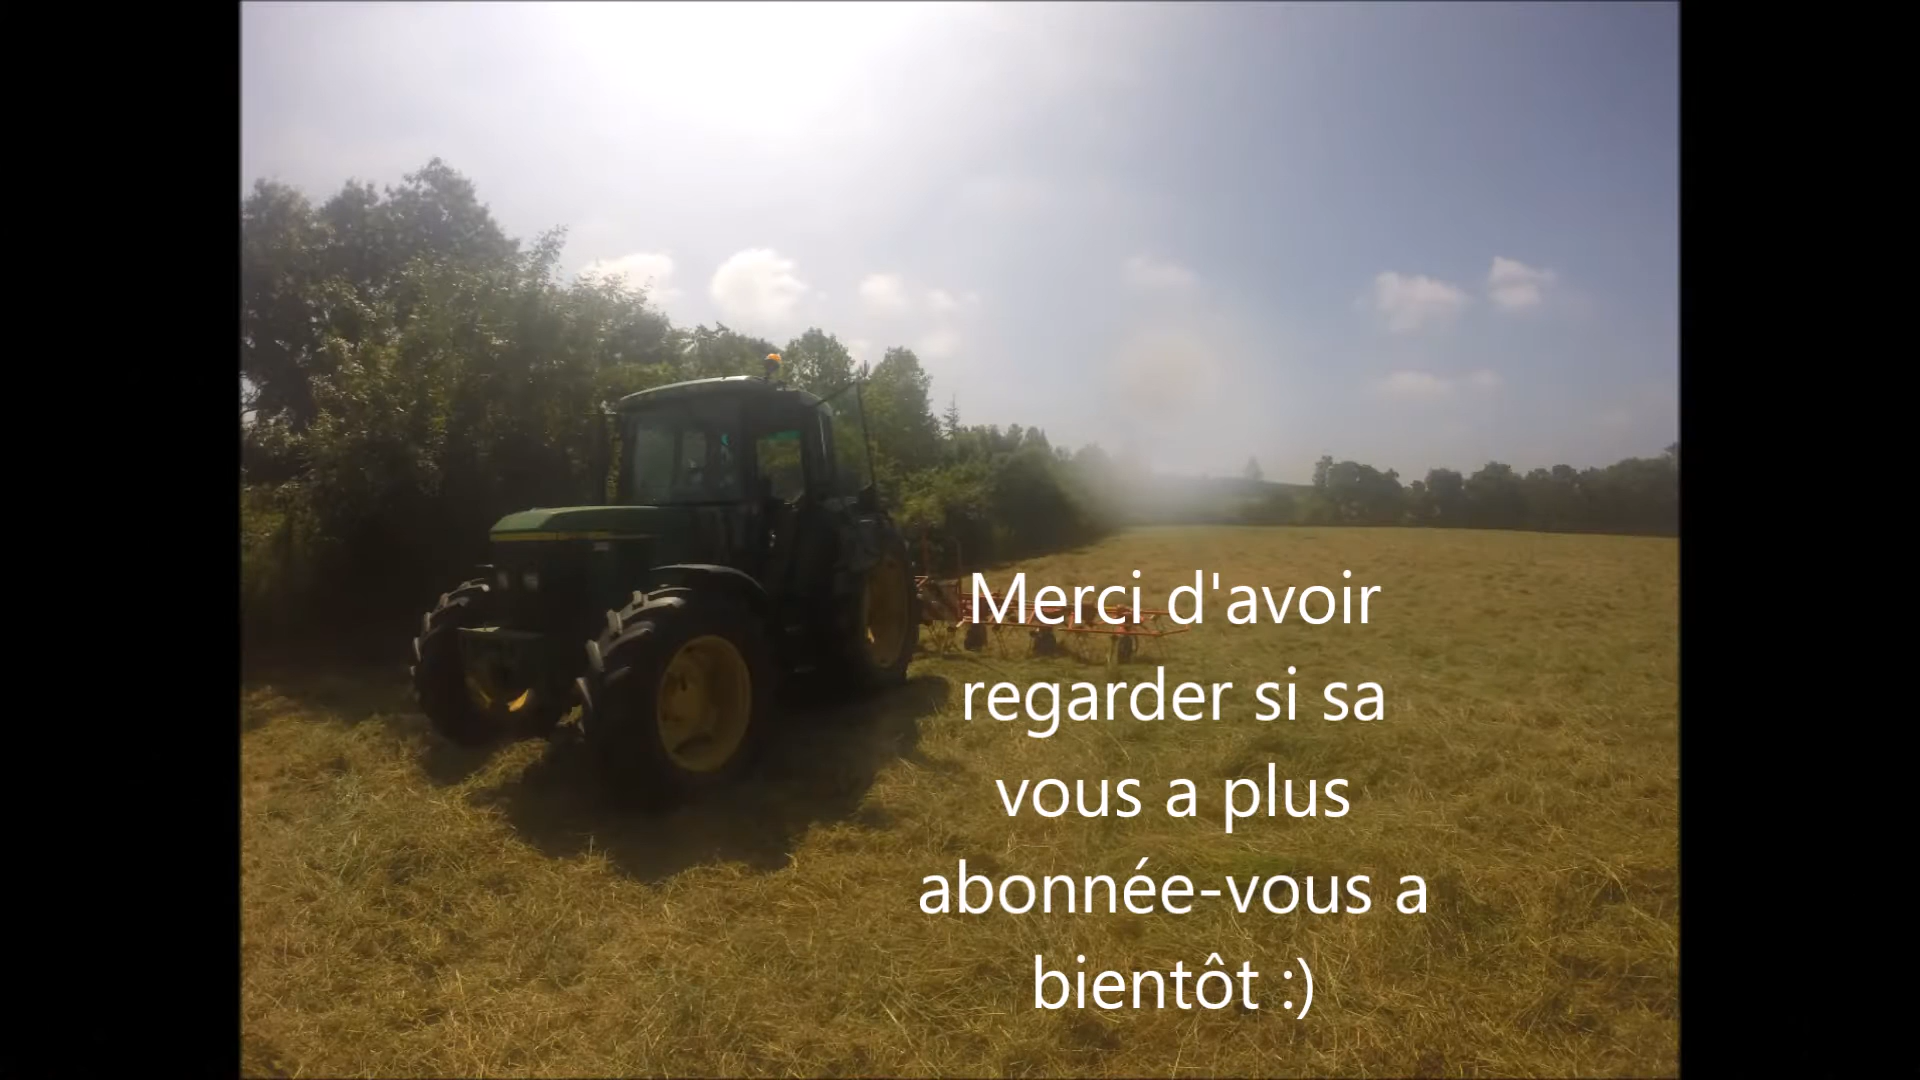 Merci d'avoir
regarder si sa
vous a plus
abonnée-vous a
bientôt :)